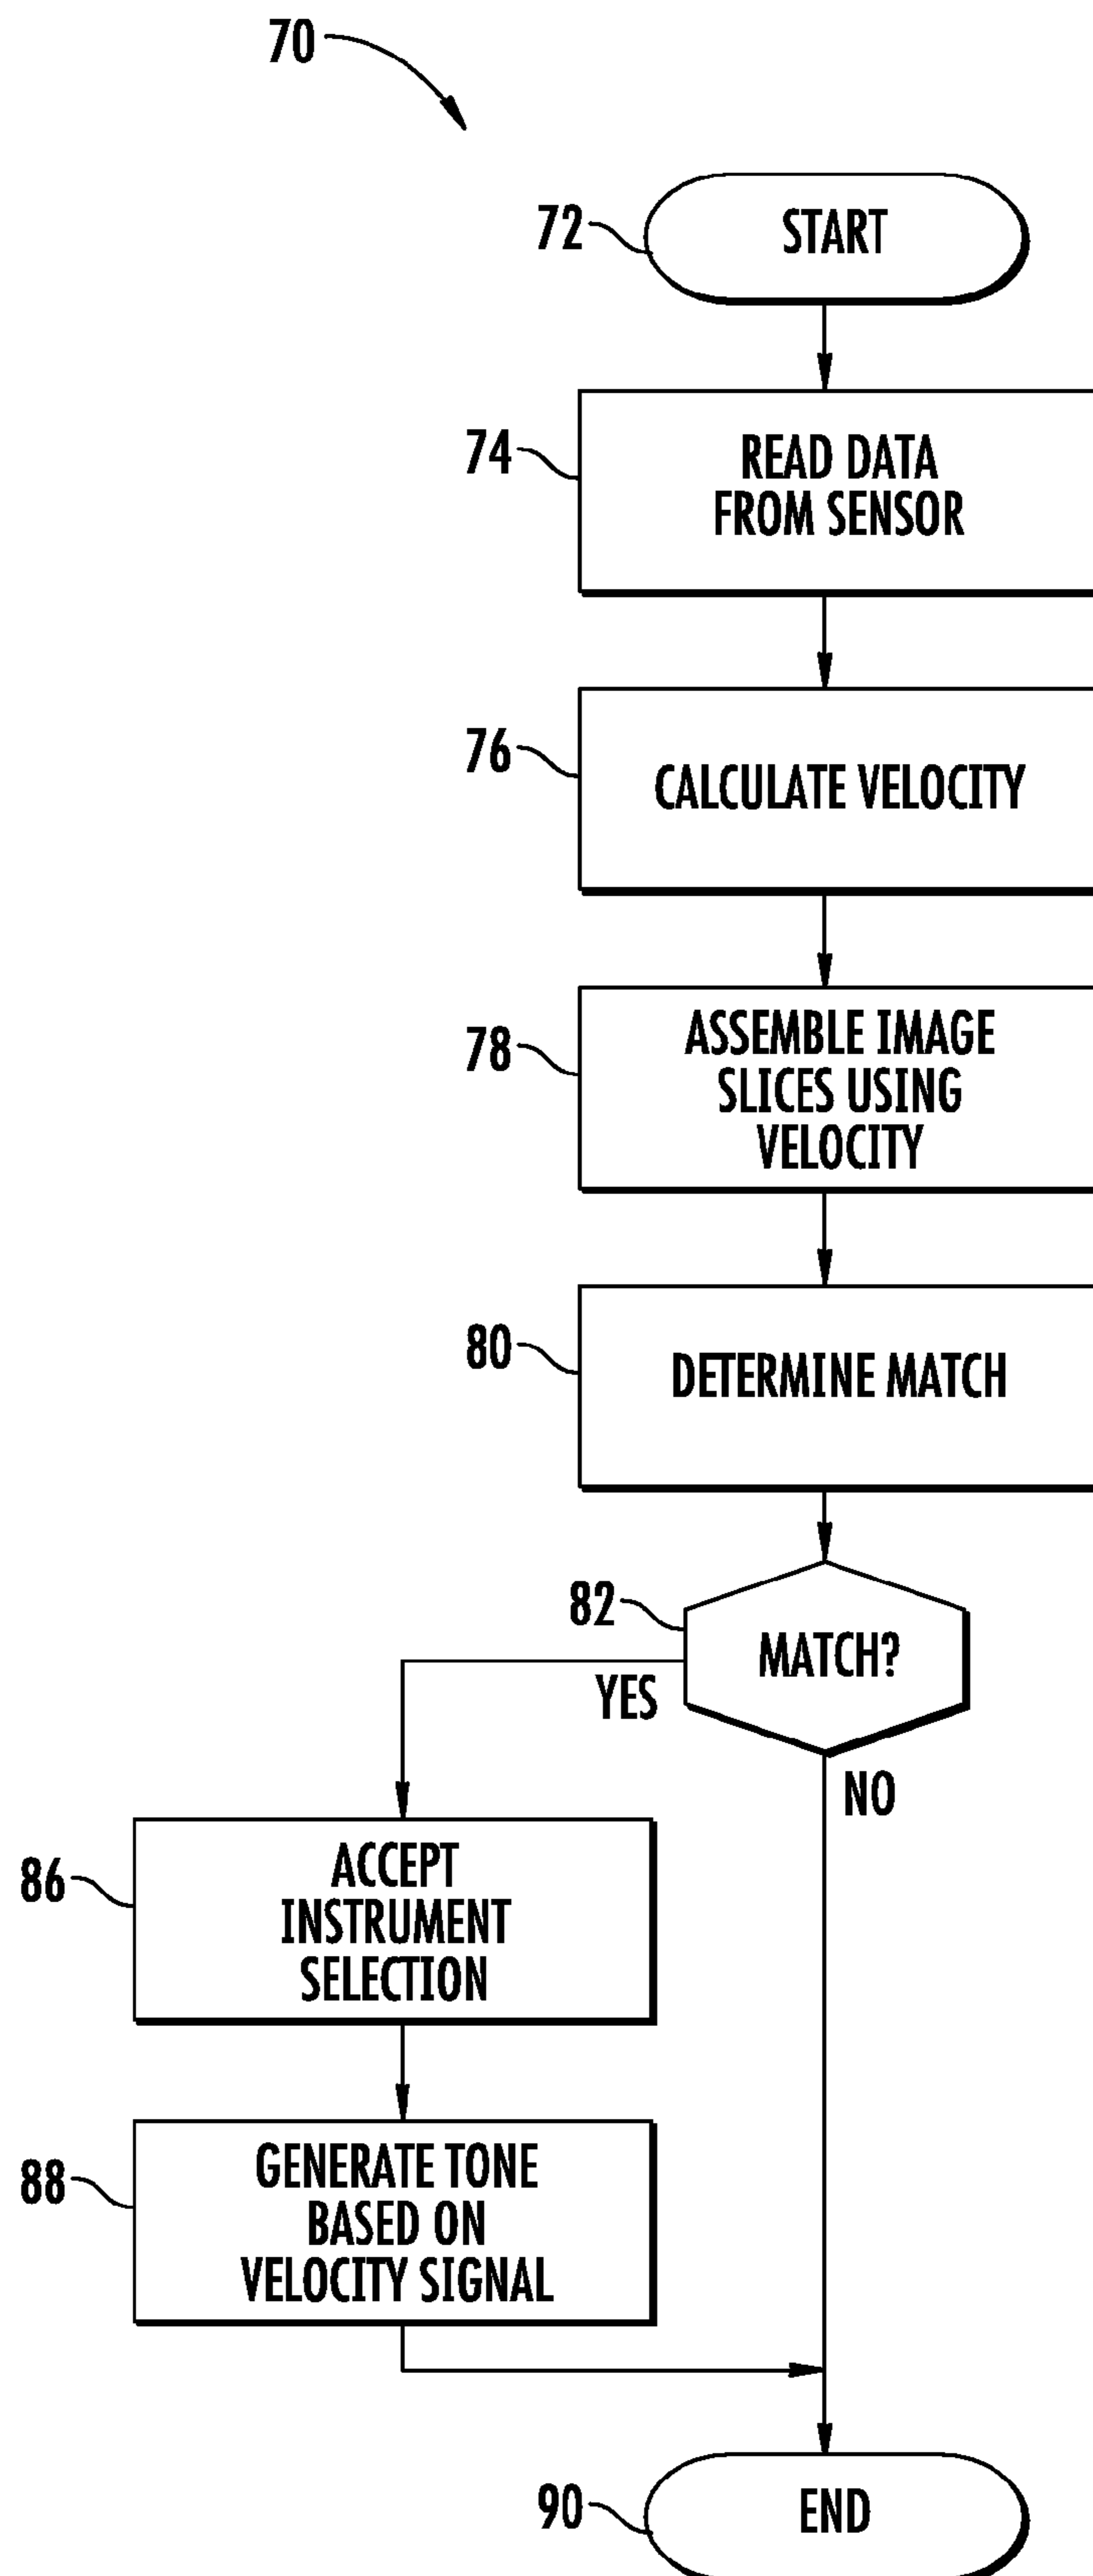 70
72
START
74
READ DATA
FROM SENSOR
76
CALCULATE VELOCITY
78
ASSEMBLE IMAGE
SLICES USING
VELOCITY
80
DETERMINE MATCH
82
MATCH?
YES
NO
86
ACCEPT
INSTRUMENT
SELECTION
88
GENERATE TONE
BASED ON
VELOCITY SIGNAL
90
END